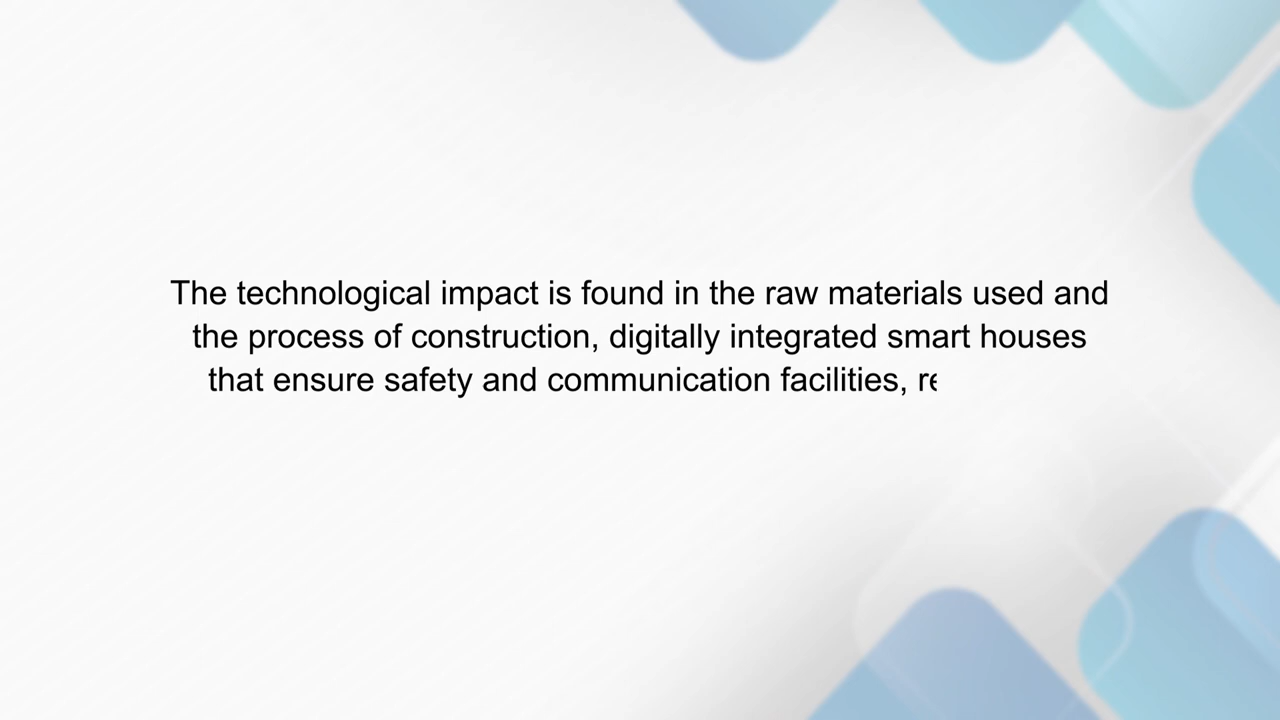 The technological impact is found in the raw materials used and
the process of construction, digitally integrated smart houses
that ensure safety and communication facilities, re